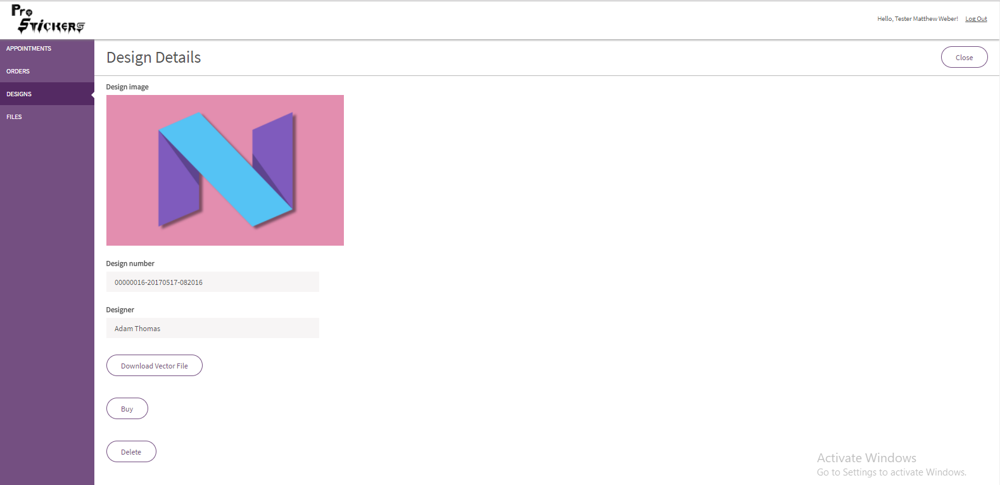 Pro
Stickers
Hello, Tester Matthew Weber! Log Out
APPOINTMENTS
ORDERS
DESIGNS
FILES
Design Details
Close
Design image
N
Design number
00000016-20170517-082016
Designer
Adam Thomas
Download Vector File
Buy
Delete
Activate Windows
Go to Settings to activate Windows.